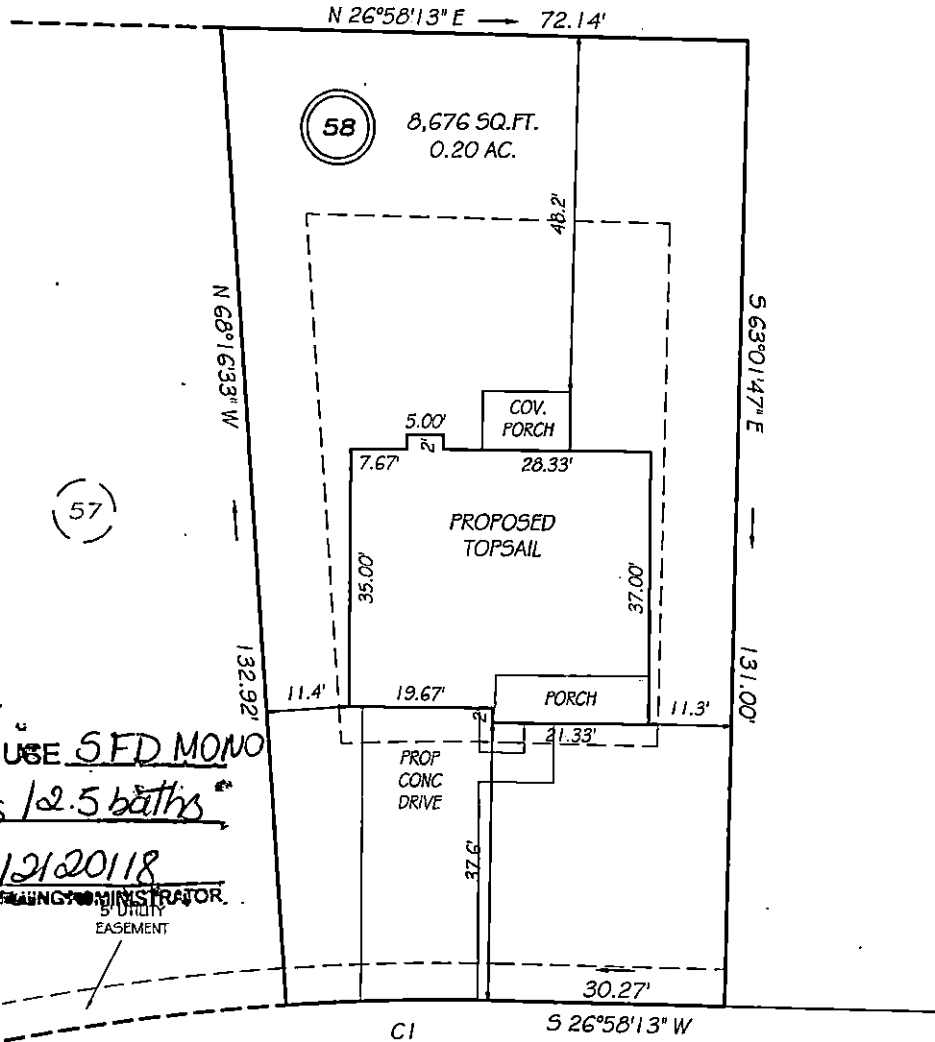 N 26°58'13" E 72.14'
58
8,676 SQ.FT.
0.20 AC.
48.2'
N 68°16'33" W
S 63°01'47" E
COV.
PORCH
5.00'
2'
7.67'
28.33'
57
PROPOSED
TOPSAIL
35.00'
37.00'
132.92'
131.00'
11.4'
19.67'
PORCH
11.3'
2'
21.33'
USE SFD MONO
PROP
CONC
DRIVE
12.5 baths
37.6'
12120118
MINISTRATOR
5' UTILITY
EASEMENT
30.27'
C1
S 26°58'13" W